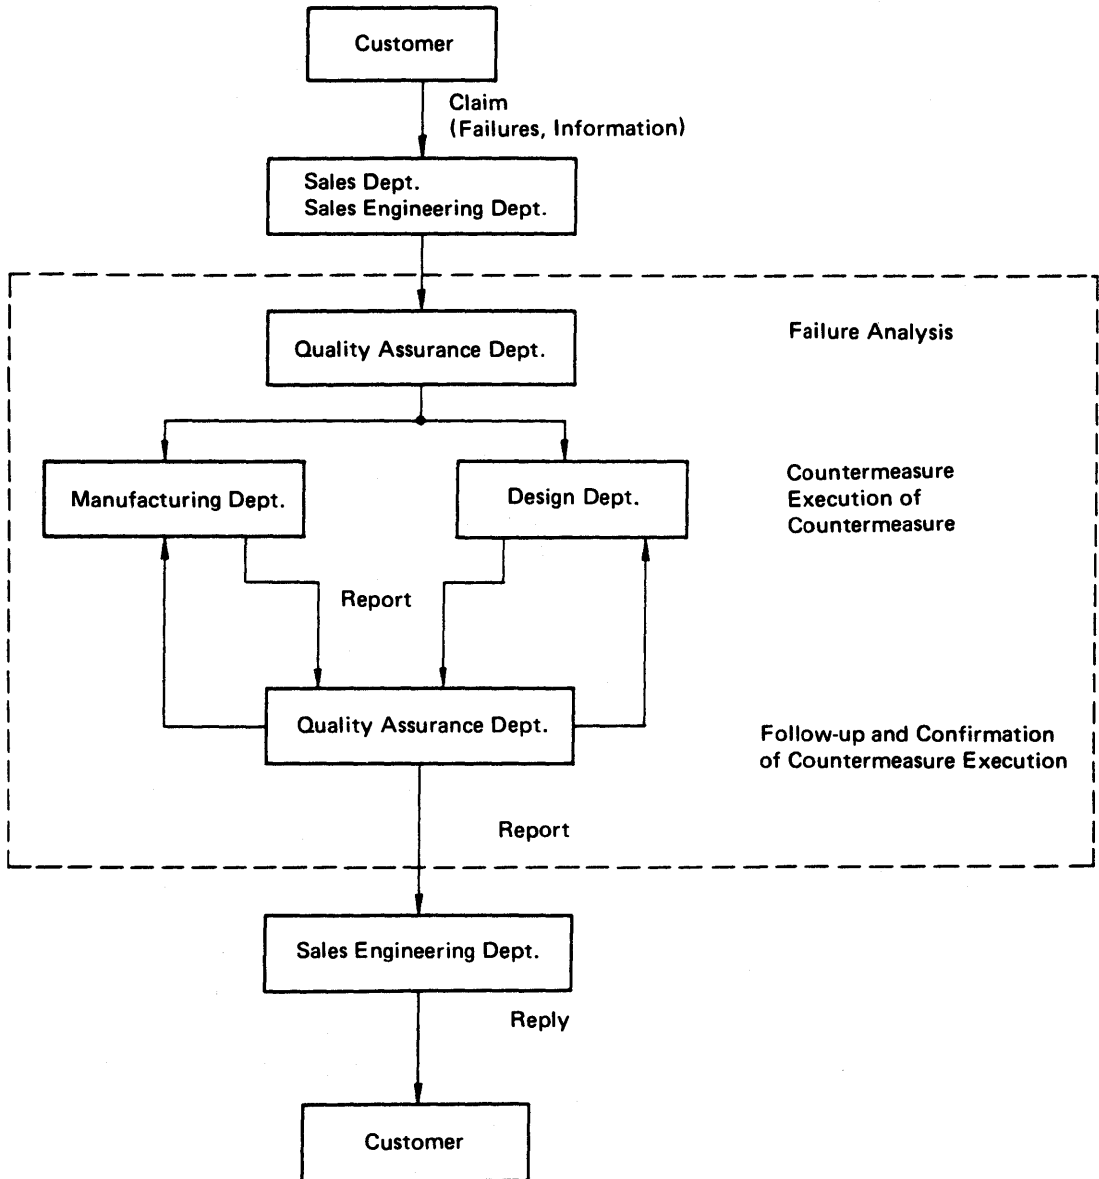 Customer
Claim
(Failures, Information)
Sales Dept.
Sales Engineering Dept.
Quality Assurance Dept.
Failure Analysis
Manufacturing Dept.
Design Dept.
Countermeasure
Execution of
Countermeasure
Report
Quality Assurance Dept.
Follow-up and Confirmation
of Countermeasure Execution
Report
Sales Engineering Dept.
Reply
Customer